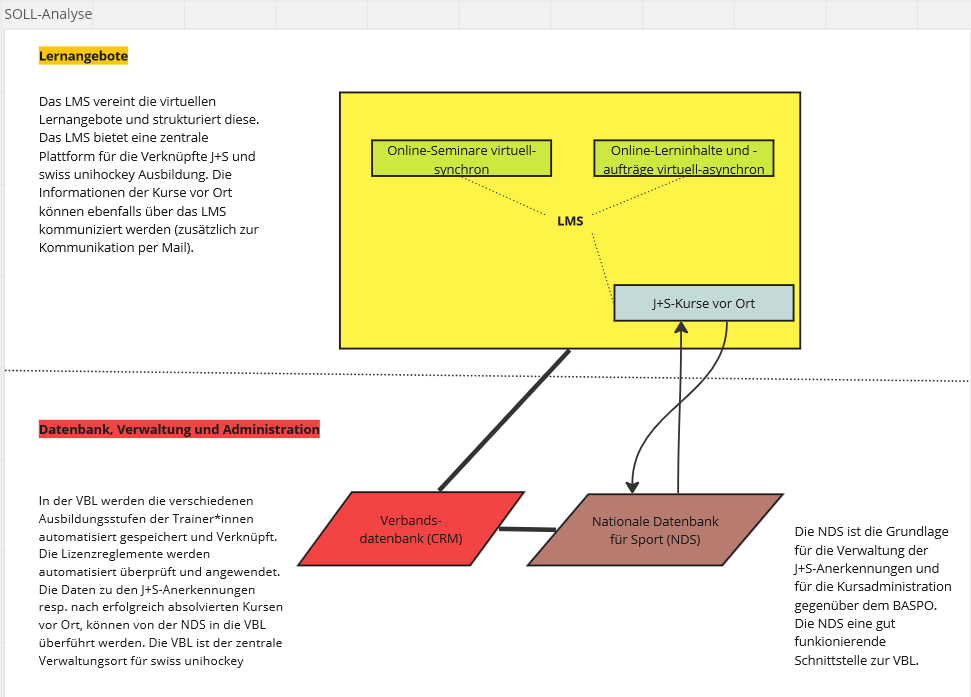 SOLL-Analyse
Lernangebote
Das LMS vereint die virtuellen
Lernangebote und strukturiert diese.
Das LMS bietet eine zentrale
Plattform für die Verknüpfte J+S und
swiss unihockey Ausbildung. Die
Informationen der Kurse vor Ort
können ebenfalls über das LMS
kommuniziert werden (zusätzlich zur
Kommunikation per Mail).
Online-Seminare virtuell-
synchron
Online-Lerninhalte und -
aufträge virtuell-asynchron
LMS
J+S-Kurse vor Ort
Datenbank, Verwaltung und Administration
In der VBL werden die verschiedenen
Ausbildungsstufen der Trainer*innen
automatisiert gespeichert und Verknüpft.
Die Lizenzreglemente werden
automatisiert überprüft und angewendet.
Die Daten zu den J+S-Anerkennungen
resp. nach erfolgreich absolvierten Kursen
vor Ort, können von der NDS in die VBL
überführt werden. Die VBL ist der zentrale
Verwaltungsort für swiss unihockey
Verbands-
datenbank (CRM)
Nationale Datenbank
für Sport (NDS)
Die NDS ist die Grundlage
für die Verwaltung der
J+S-Anerkennungen und
für die Kursadministration
gegenüber dem BASPO.
Die NDS eine gut
funkionierende
Schnittstelle zur VBL.